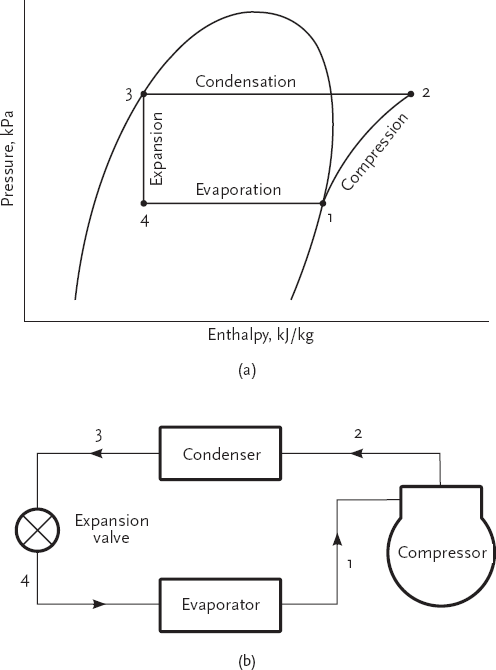 3
Condensation
2
Pressure, kPa
Expansion
Compression
Evaporation
4
1
Enthalpy, kJ/kg
(a)
3
2
Condenser
Expansion
valve
Compressor
1
4
Evaporator
(b)